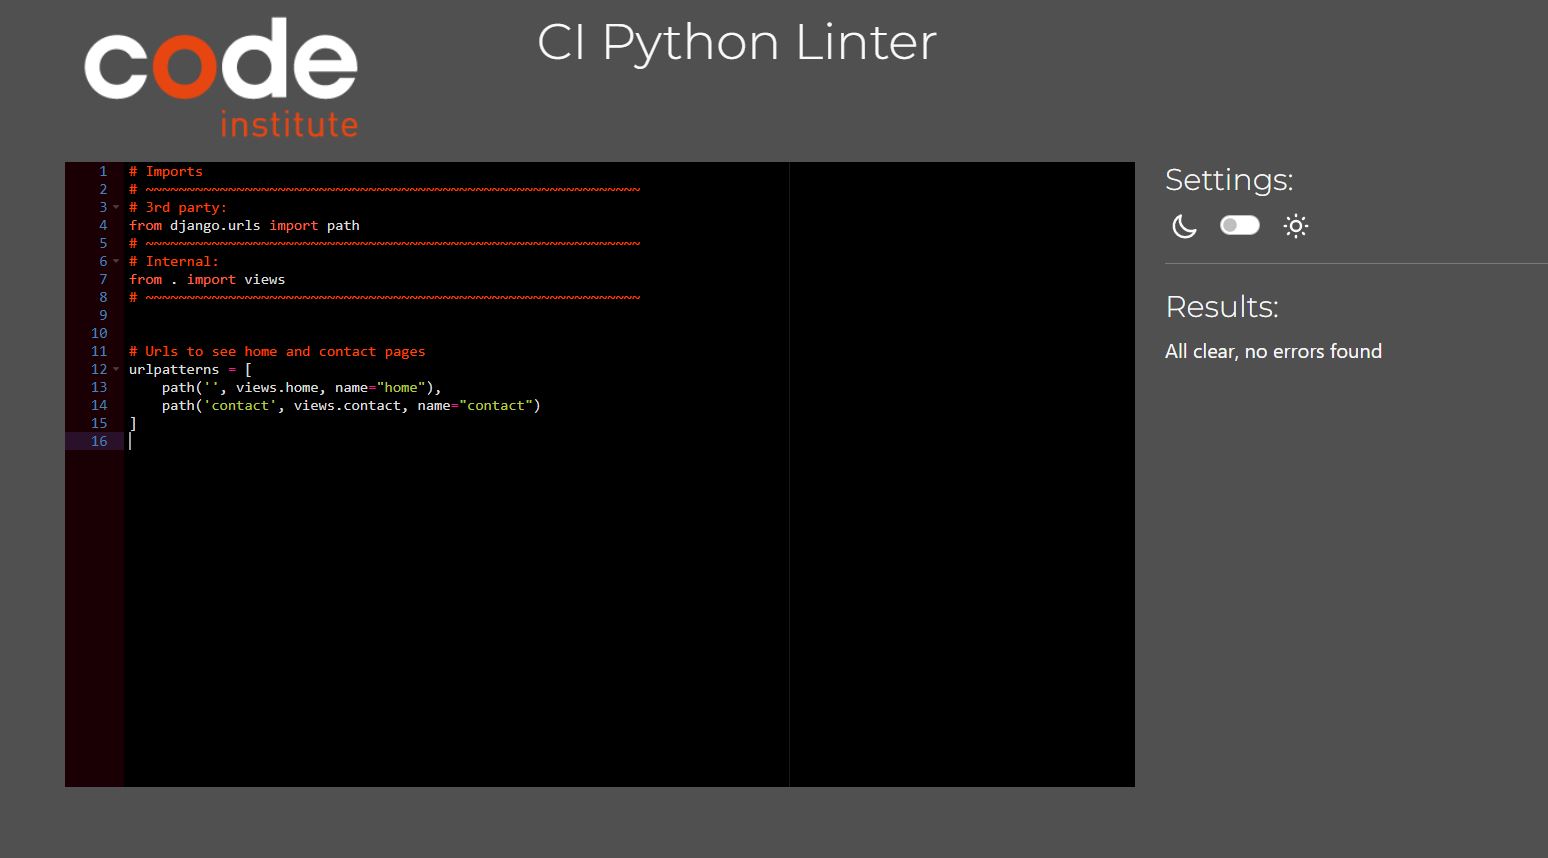 code
institute
CI Python Linter
1 # Imports
2 # ~~~~~~~~~~~~~~~~~~~~~~~~~~~~~~~~~~~~~~~~~~~~~~~~~~~~~~~~~~~~
3 # 3rd party:
4 from django.urls import path
5 # ~~~~~~~~~~~~~~~~~~~~~~~~~~~~~~~~~~~~~~~~~~~~~~~~~~~~~~~~~~~~
6 # Internal:
7 from . import views
8 # ~~~~~~~~~~~~~~~~~~~~~~~~~~~~~~~~~~~~~~~~~~~~~~~~~~~~~~~~~~~~
9
10
11 # Urls to see home and contact pages
12 urlpatterns = [
13     path('', views.home, name="home"),
14     path('contact', views.contact, name="contact")
15 ]
16
Settings:
Results:
All clear, no errors found